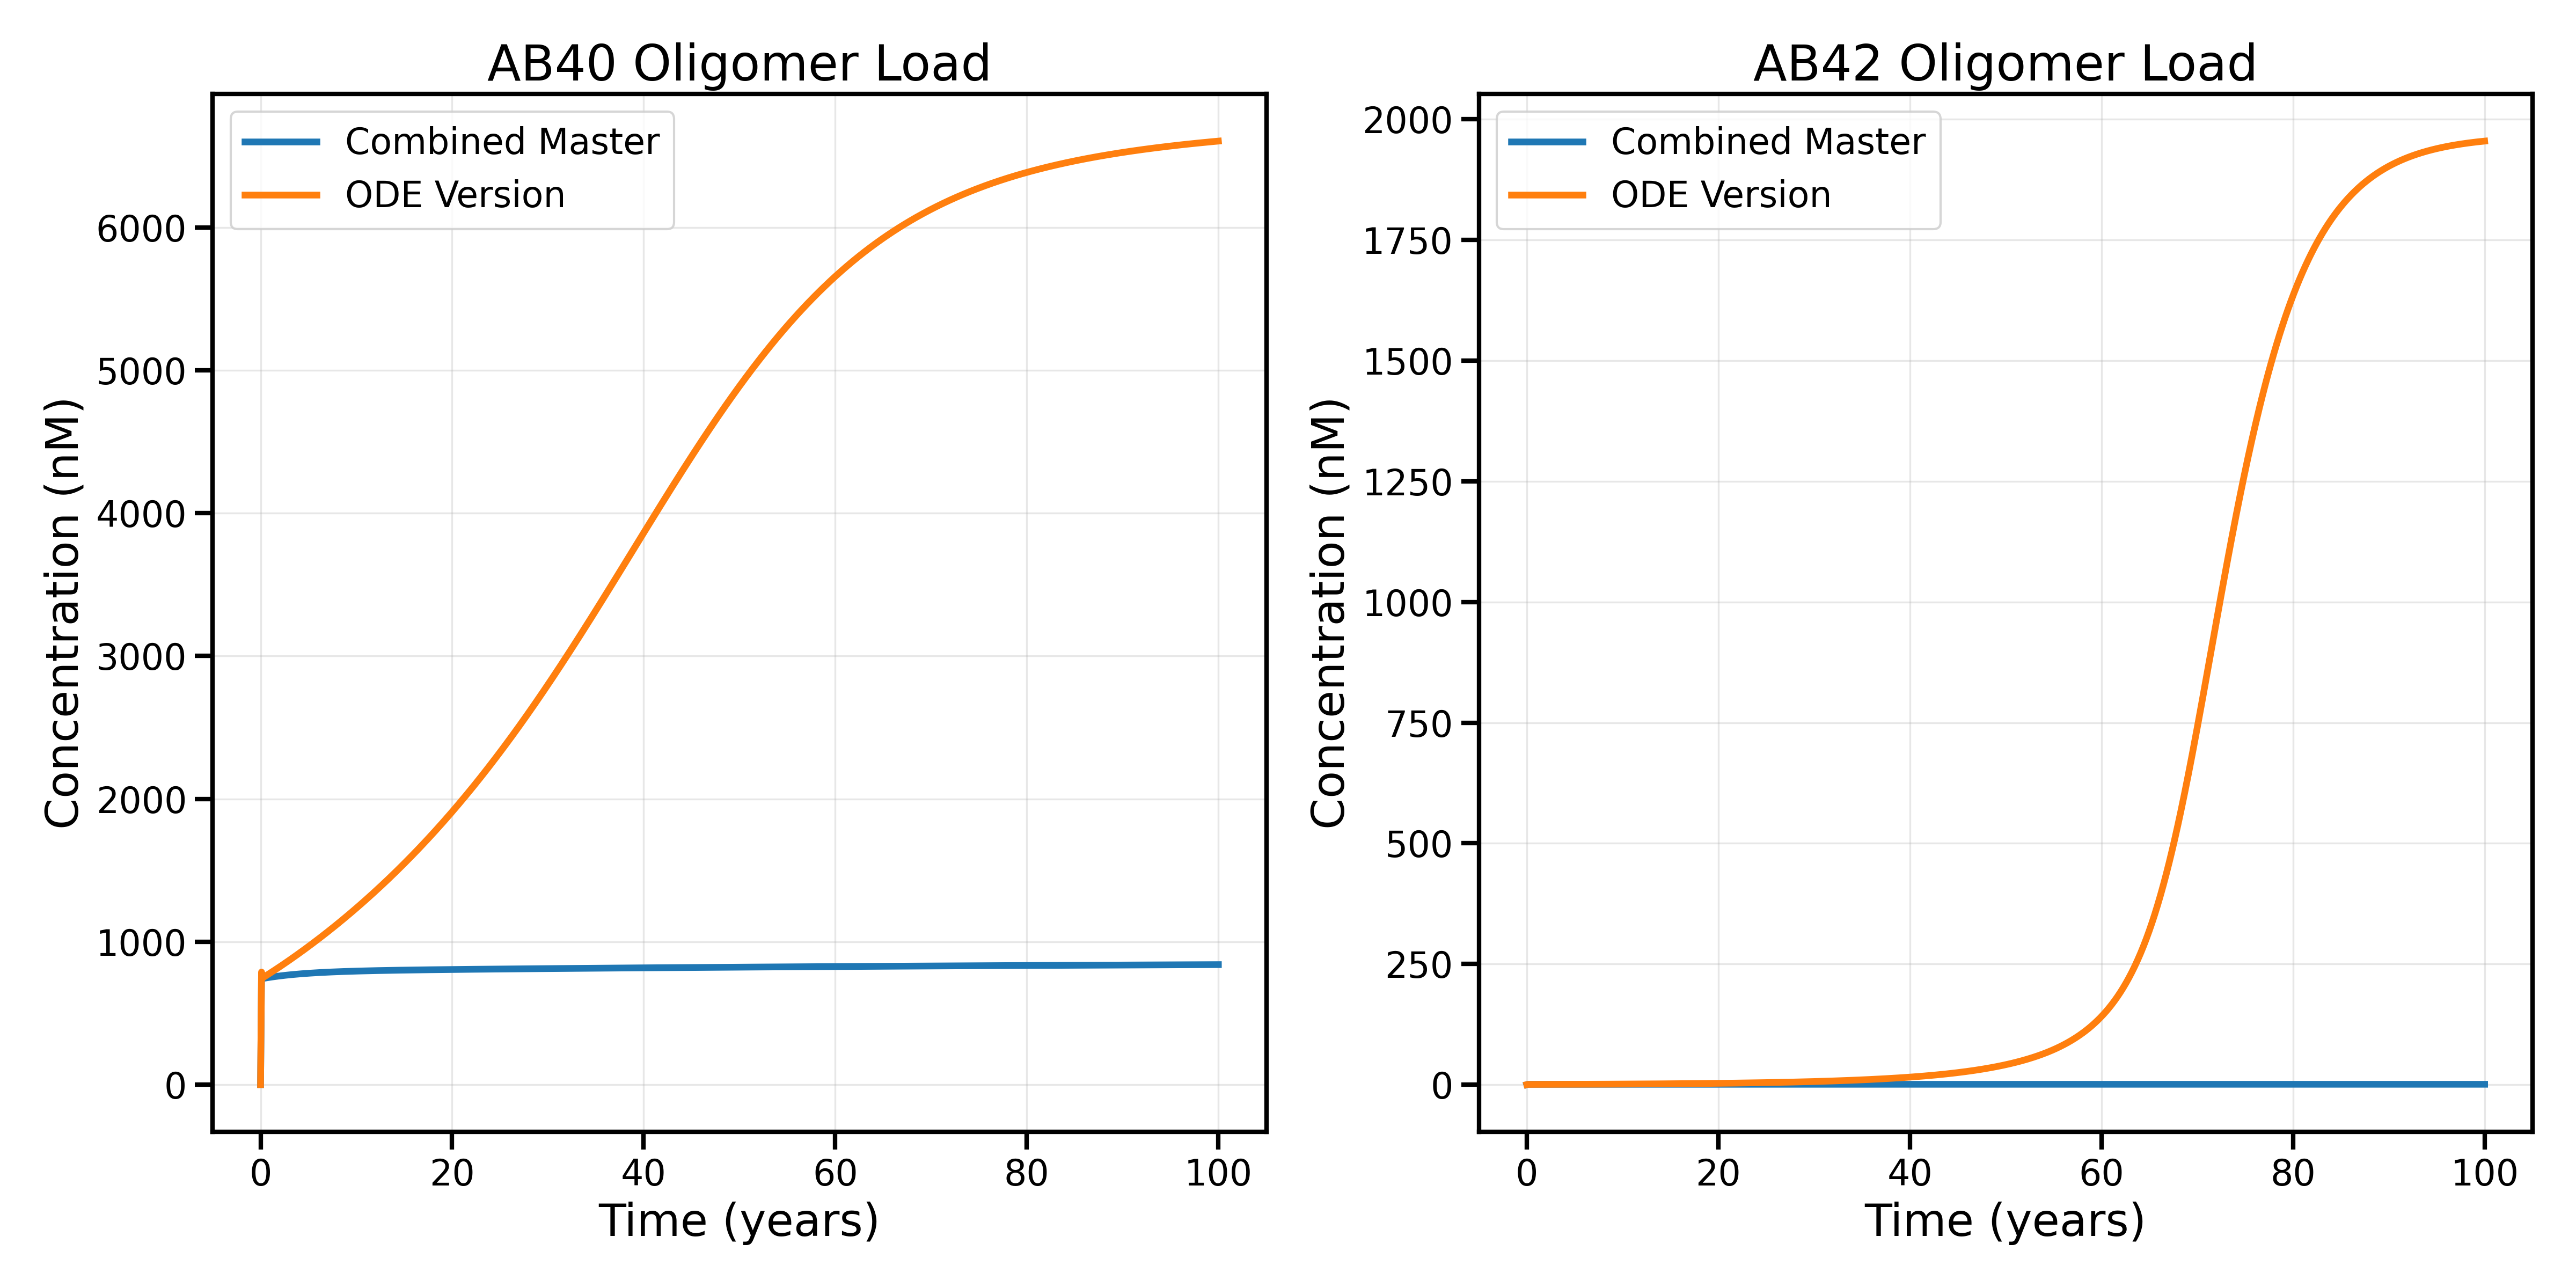 AB40 Oligomer Load
Combined Master
ODE Version
Concentration (nM)
6000
5000
4000
3000
2000
1000
0
0 20 40 60 80 100
Time (years)
AB42 Oligomer Load
Combined Master
ODE Version
Concentration (nM)
2000
1750
1500
1250
1000
750
500
250
0
0 20 40 60 80 100
Time (years)